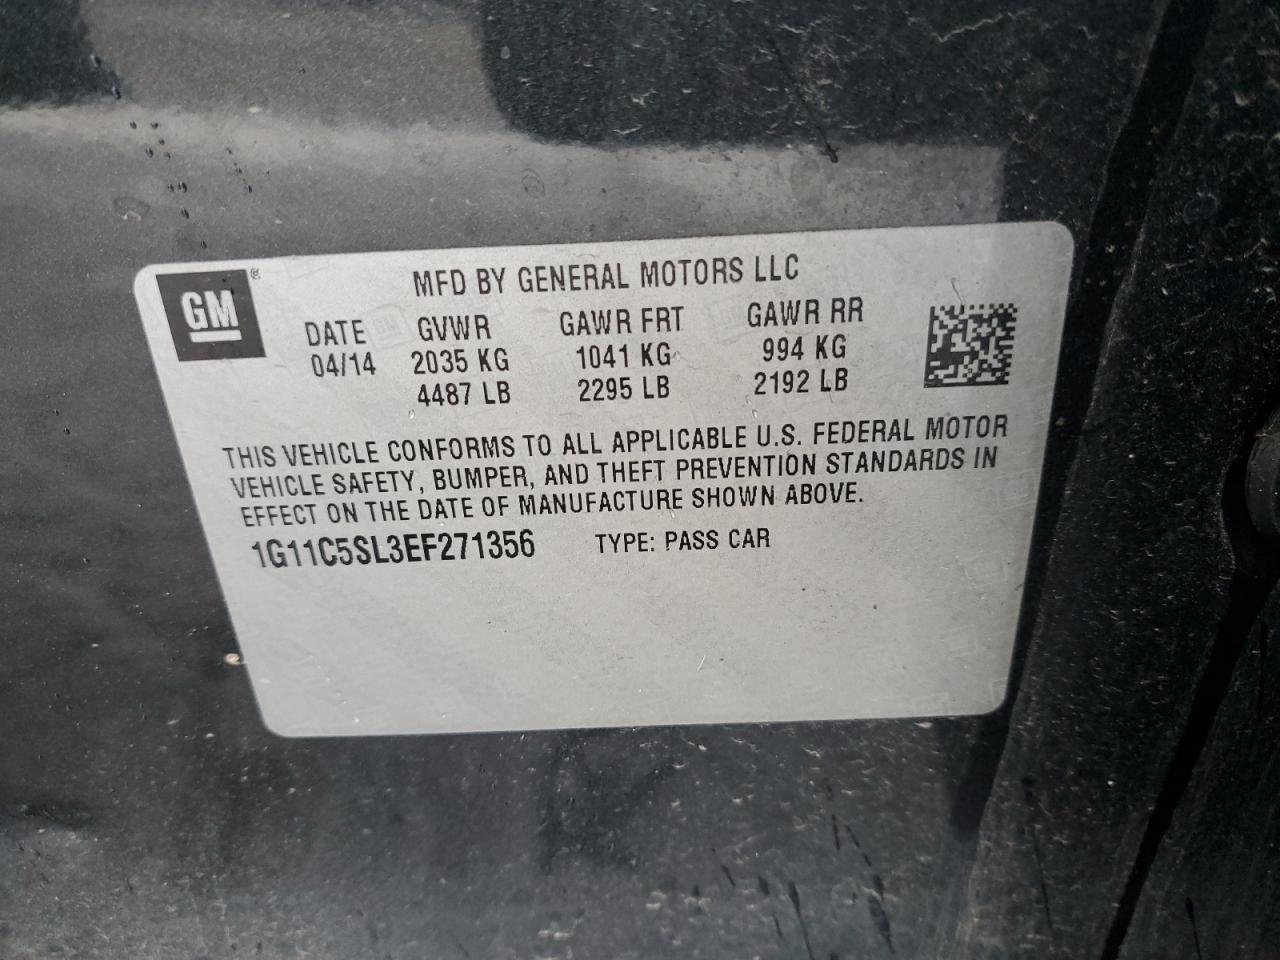 GM®
MFD BY GENERAL MOTORS LLC
DATE GVWR GAWR FRT GAWR RR
04/14 2035 KG 1041 KG 994 KG
4487 LB 2295 LB 2192 LB
THIS VEHICLE CONFORMS TO ALL APPLICABLE U.S. FEDERAL MOTOR
VEHICLE SAFETY, BUMPER, AND THEFT PREVENTION STANDARDS IN
EFFECT ON THE DATE OF MANUFACTURE SHOWN ABOVE.
1G11C5SL3EF271356 TYPE: PASS CAR